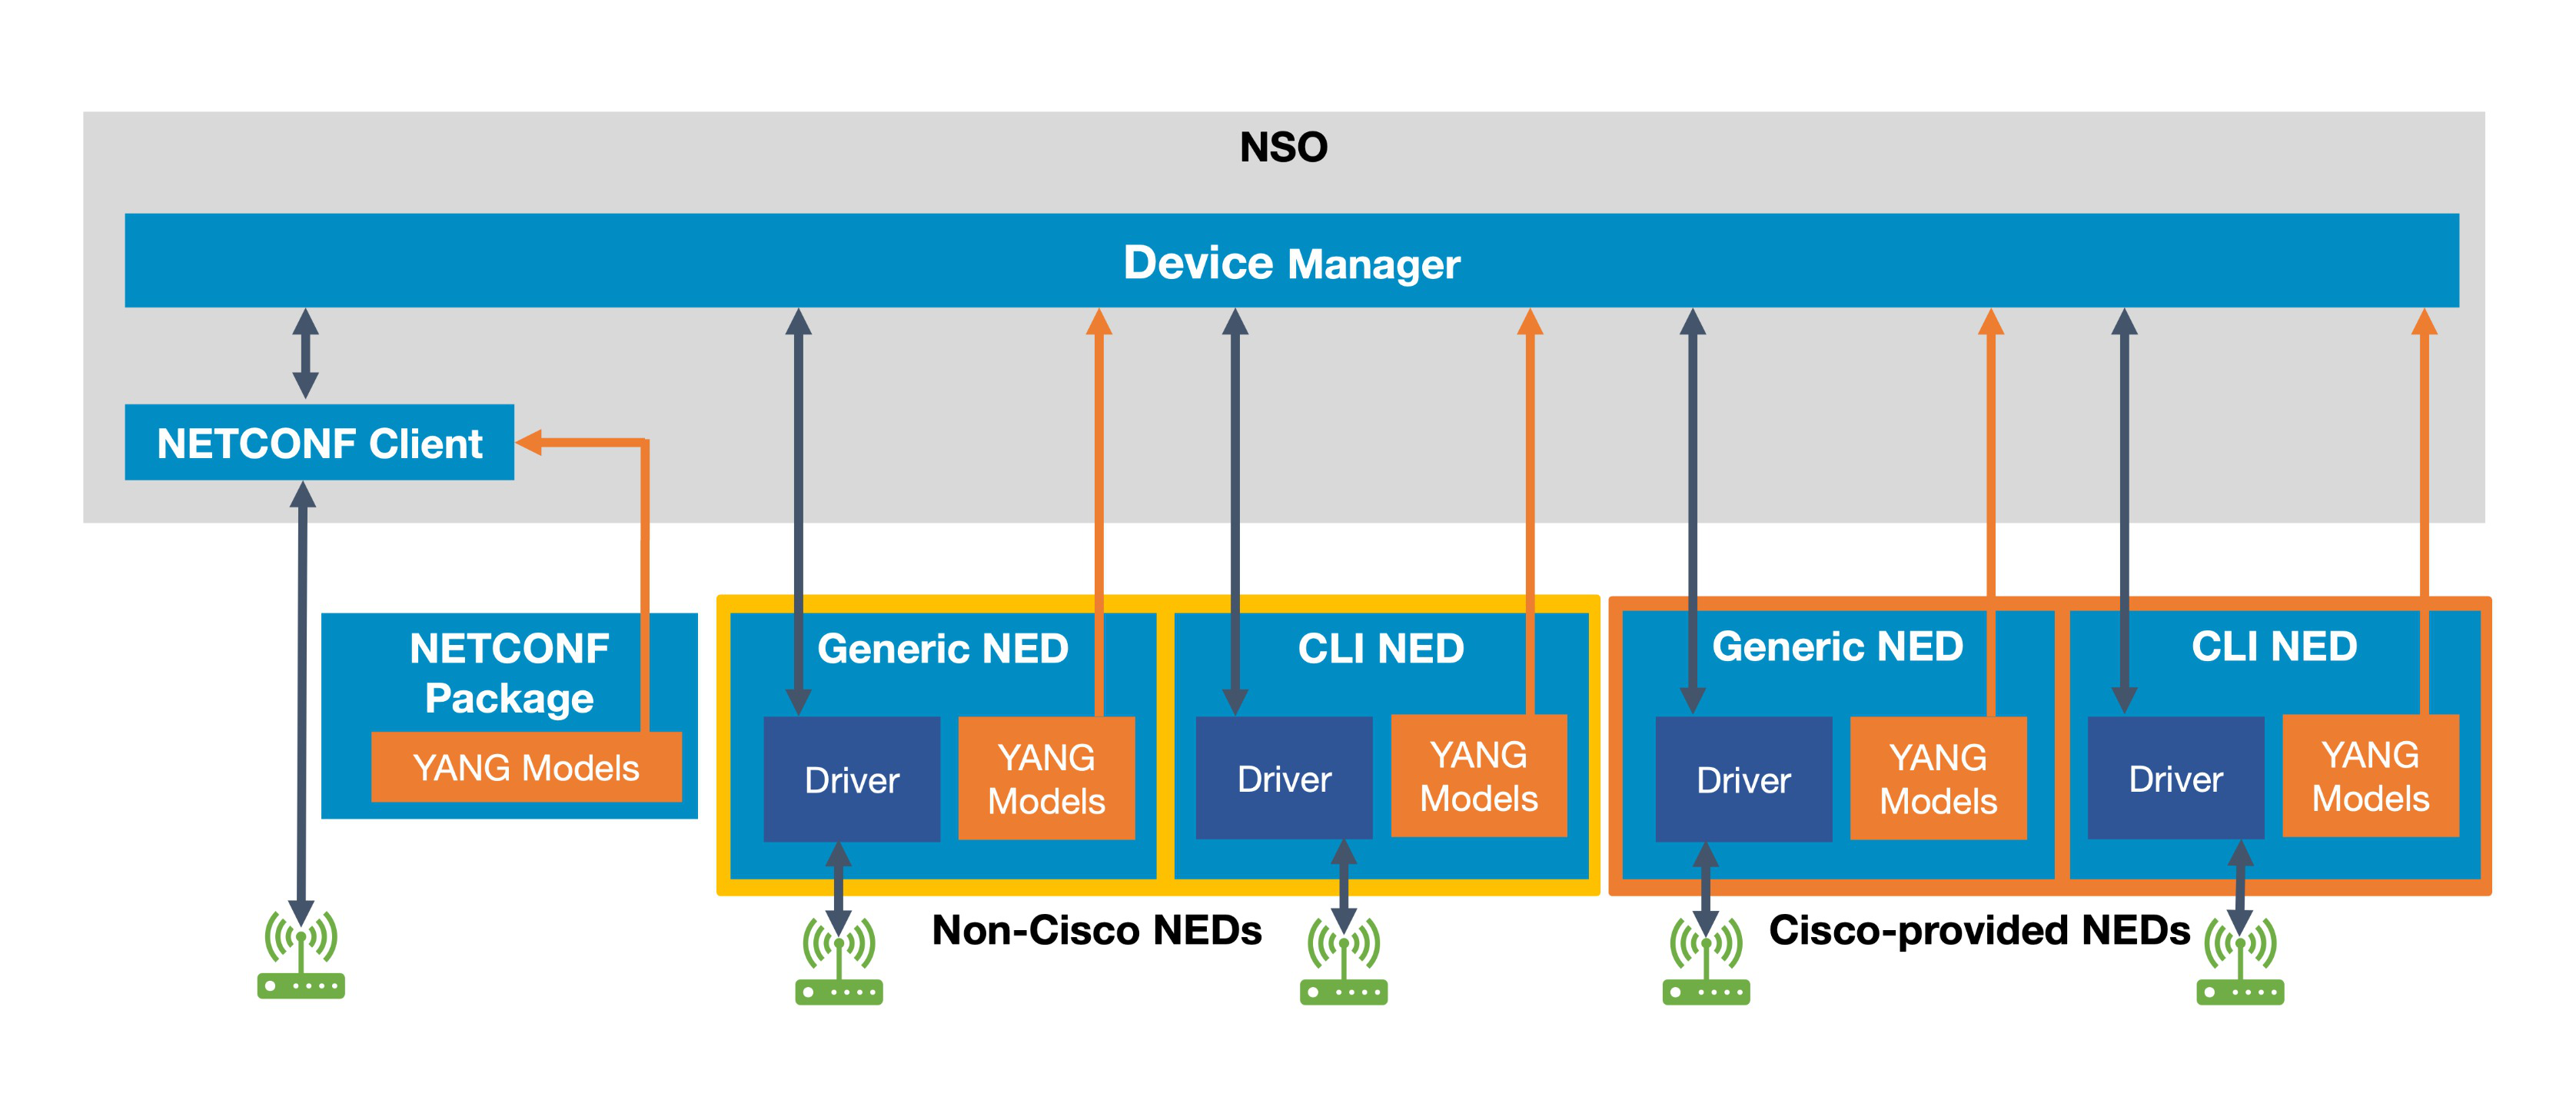 NSO
Device Manager
NETCONF Client
NETCONF
Package
YANG Models
Generic NED
Driver
YANG
Models
CLI NED
Driver
YANG
Models
Generic NED
Driver
YANG
Models
CLI NED
Driver
YANG
Models
Non-Cisco NEDs
Cisco-provided NEDs